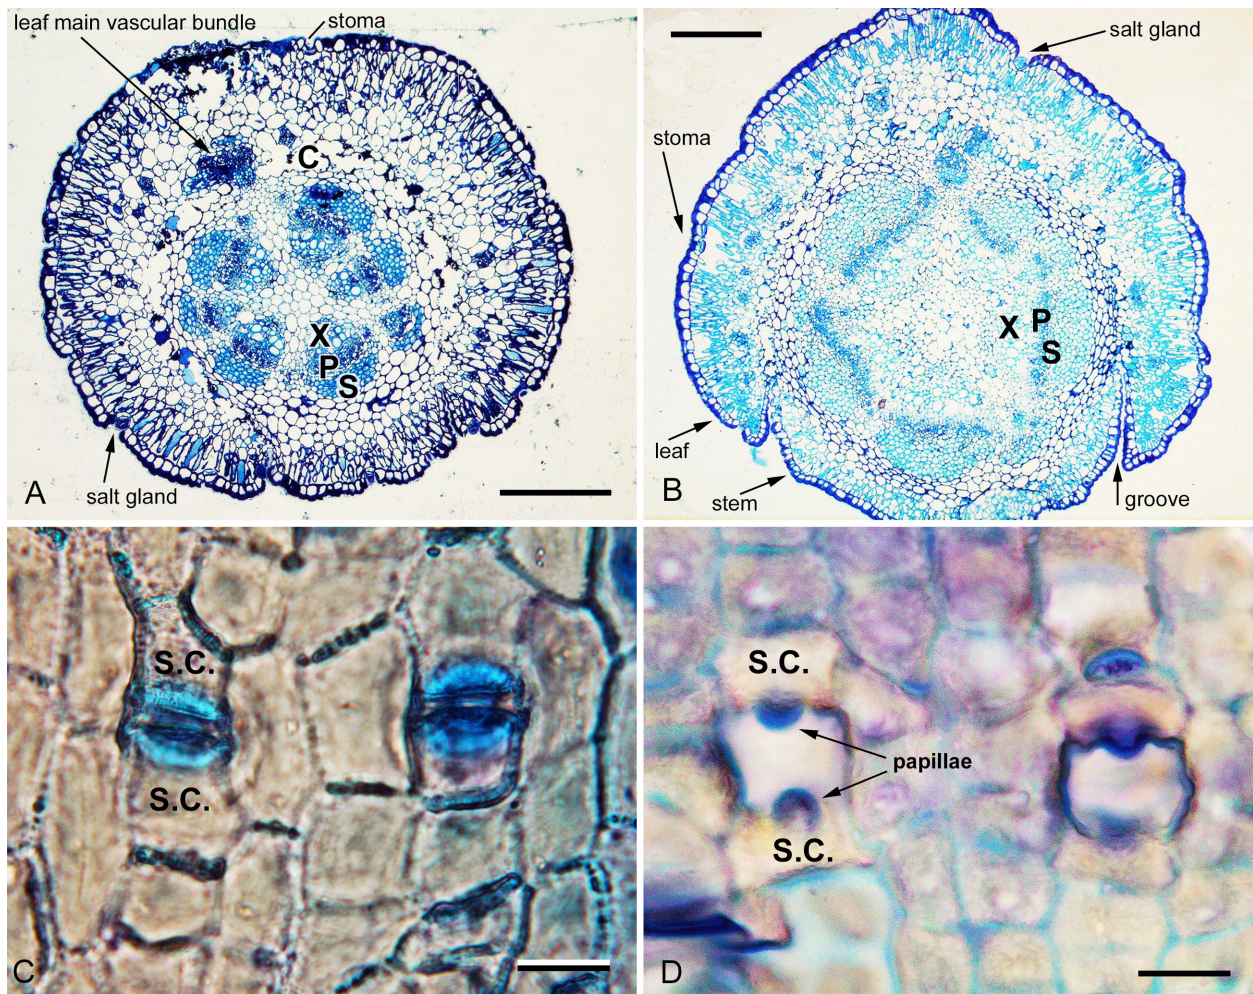 leaf main vascular bundle
stoma
C
X
P
S
salt gland
A
salt gland
stoma
X
P
S
leaf
stem
groove
B
S.C.
S.C.
C
S.C.
papillae
S.C.
D